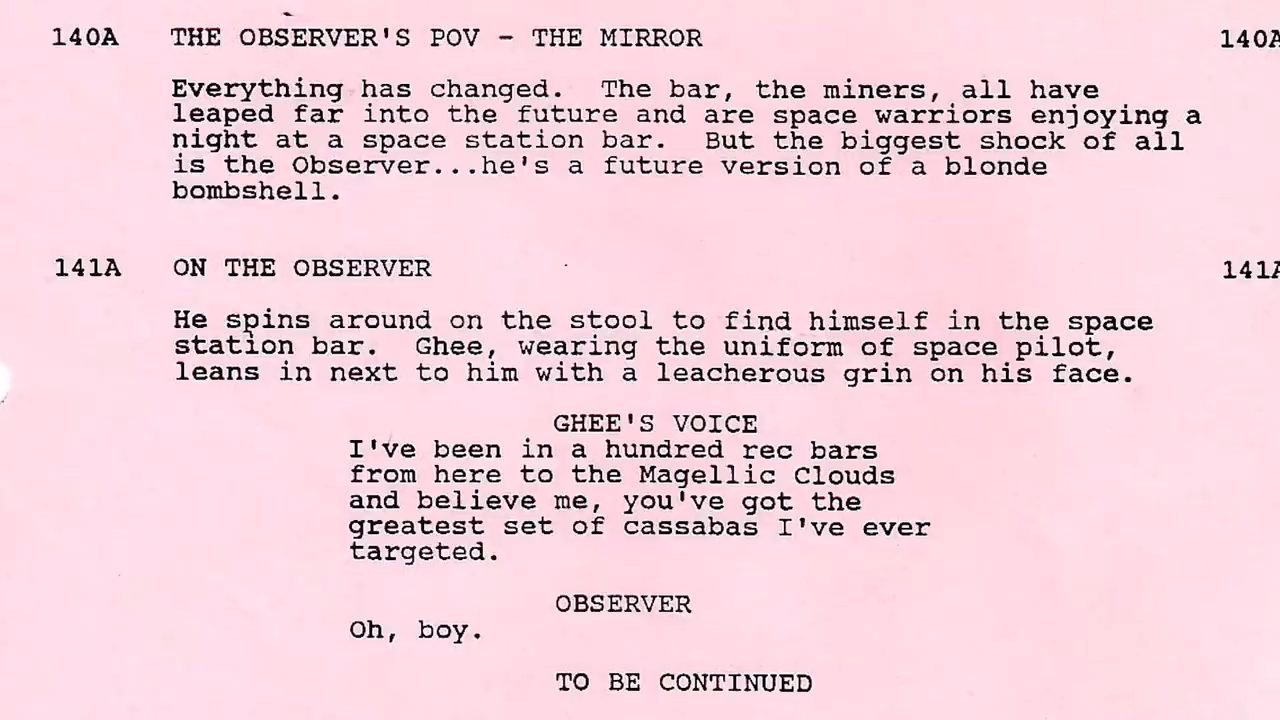 140A THE OBSERVER'S POV - THE MIRROR 140A
Everything has changed. The bar, the miners, all have
leaped far into the future and are space warriors enjoying a
night at a space station bar. But the biggest shock of all
is the Observer...he's a future version of a blonde
bombshell.
141A ON THE OBSERVER 141A
He spins around on the stool to find himself in the space
station bar. Ghee, wearing the uniform of space pilot,
leans in next to him with a leacherous grin on his face.
GHEE'S VOICE
I've been in a hundred rec bars
from here to the Magellic Clouds
and believe me, you've got the
greatest set of cassabas I've ever
targeted.
OBSERVER
Oh, boy.
TO BE CONTINUED